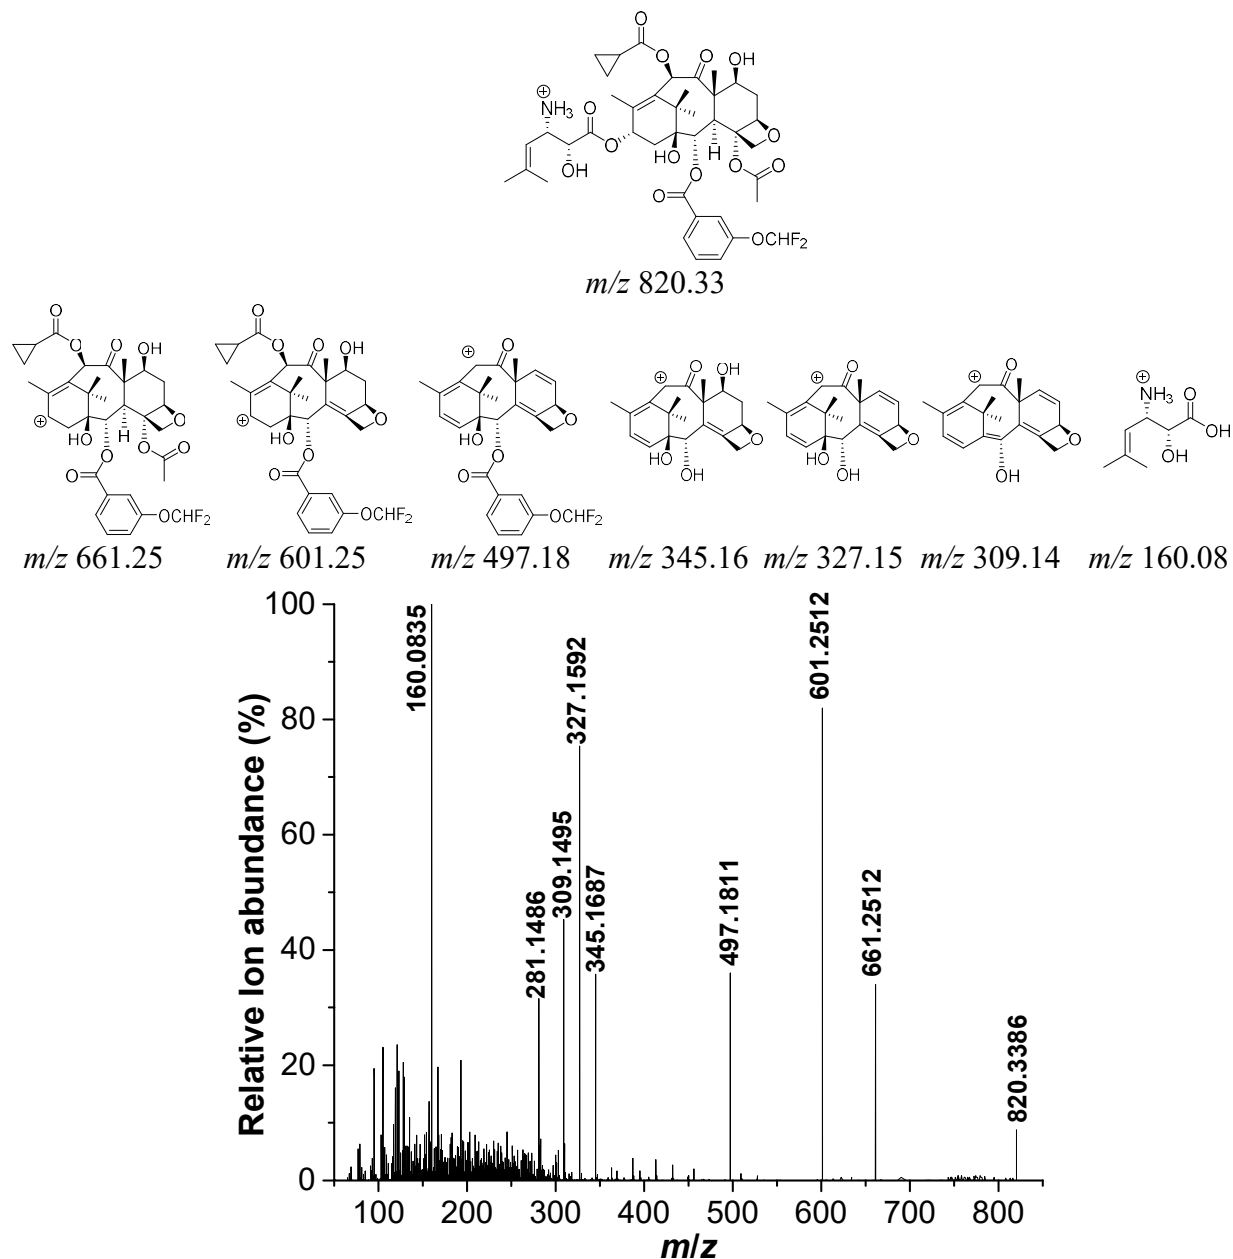 O
O
O
OH
⊕
NH3
O
O
OH
HO
H
O
O
O
O
O
OCHF2
m/z 820.33
O
O
O
OH
⊕
HO
H
O
O
O
O
O
OCHF2
m/z 661.25
O
O
O
OH
⊕
HO
O
O
O
OCHF2
m/z 601.25
⊕
O
HO
O
O
O
OCHF2
m/z 497.18
⊕
O
OH
O
HO
OH
m/z 345.16
⊕
O
O
HO
OH
m/z 327.15
⊕
O
O
OH
m/z 309.14
⊕
NH3
O
OH
OH
m/z 160.08
Relative Ion abundance (%)
100
80
60
40
20
0
160.0835
281.1486
309.1495
327.1592
345.1687
497.1811
601.2512
661.2512
820.3386
100 200 300 400 500 600 700 800
m/z